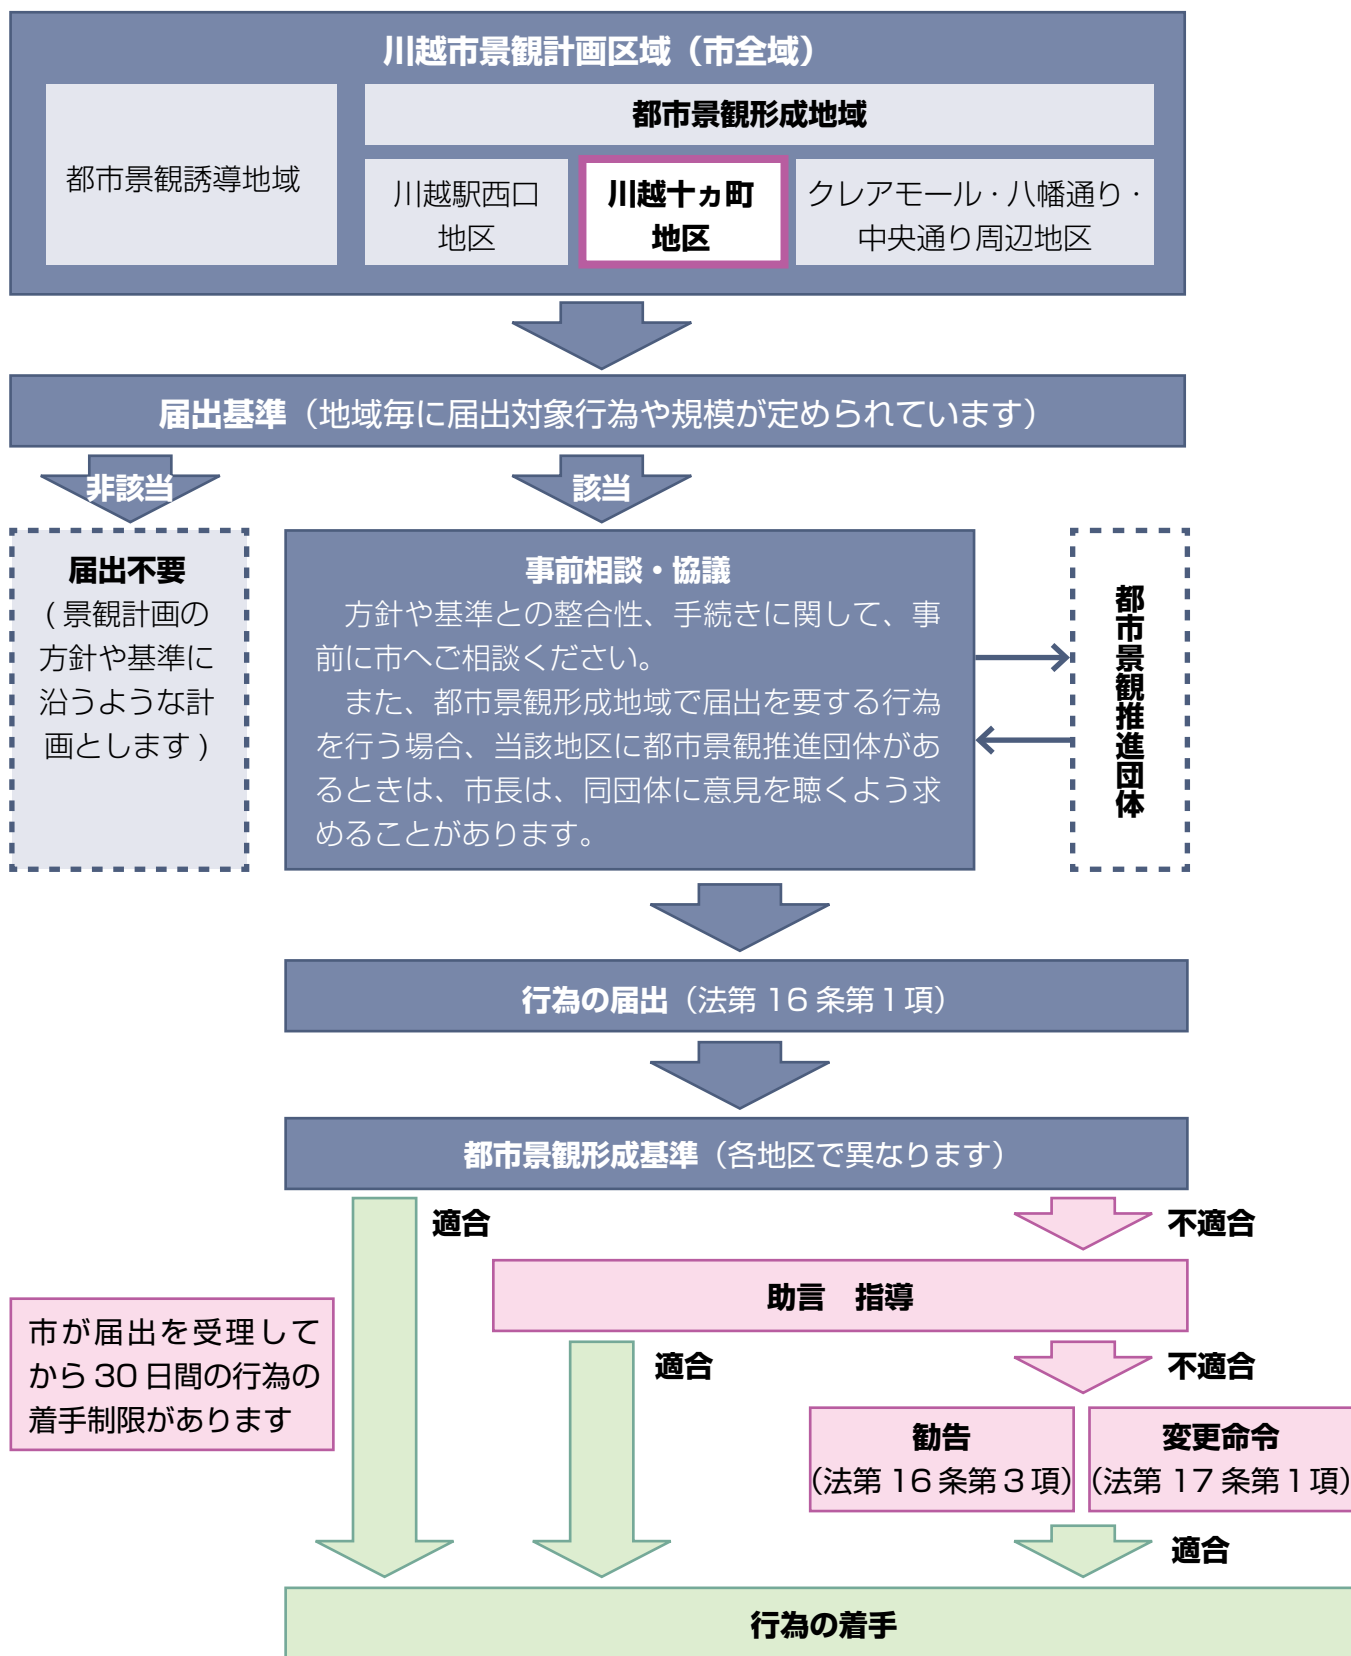 川越市景観計画区域（市全域）
都市景観誘導地域
都市景観形成地域
川越駅西口
地区
川越十ヵ町
地区
クレアモール・八幡通り・
中央通り周辺地区
届出基準（地域毎に届出対象行為や規模が定められています）
非該当
該当
届出不要
(景観計画の
方針や基準に
沿うような計
画とします)
事前相談・協議
　方針や基準との整合性、手続きに関して、事
前に市へご相談ください。
　また、都市景観形成地域で届出を要する行為
を行う場合、当該地区に都市景観推進団体があ
るときは、市長は、同団体に意見を聴くよう求
めることがあります。
都市景観推進団体
行為の届出（法第 16 条第 1 項）
都市景観形成基準（各地区で異なります）
適合
不適合
助言　指導
市が届出を受理して
から 30 日間の行為の
着手制限があります
適合
不適合
勧告
（法第 16 条第 3 項）
変更命令
（法第 17 条第 1 項）
適合
行為の着手